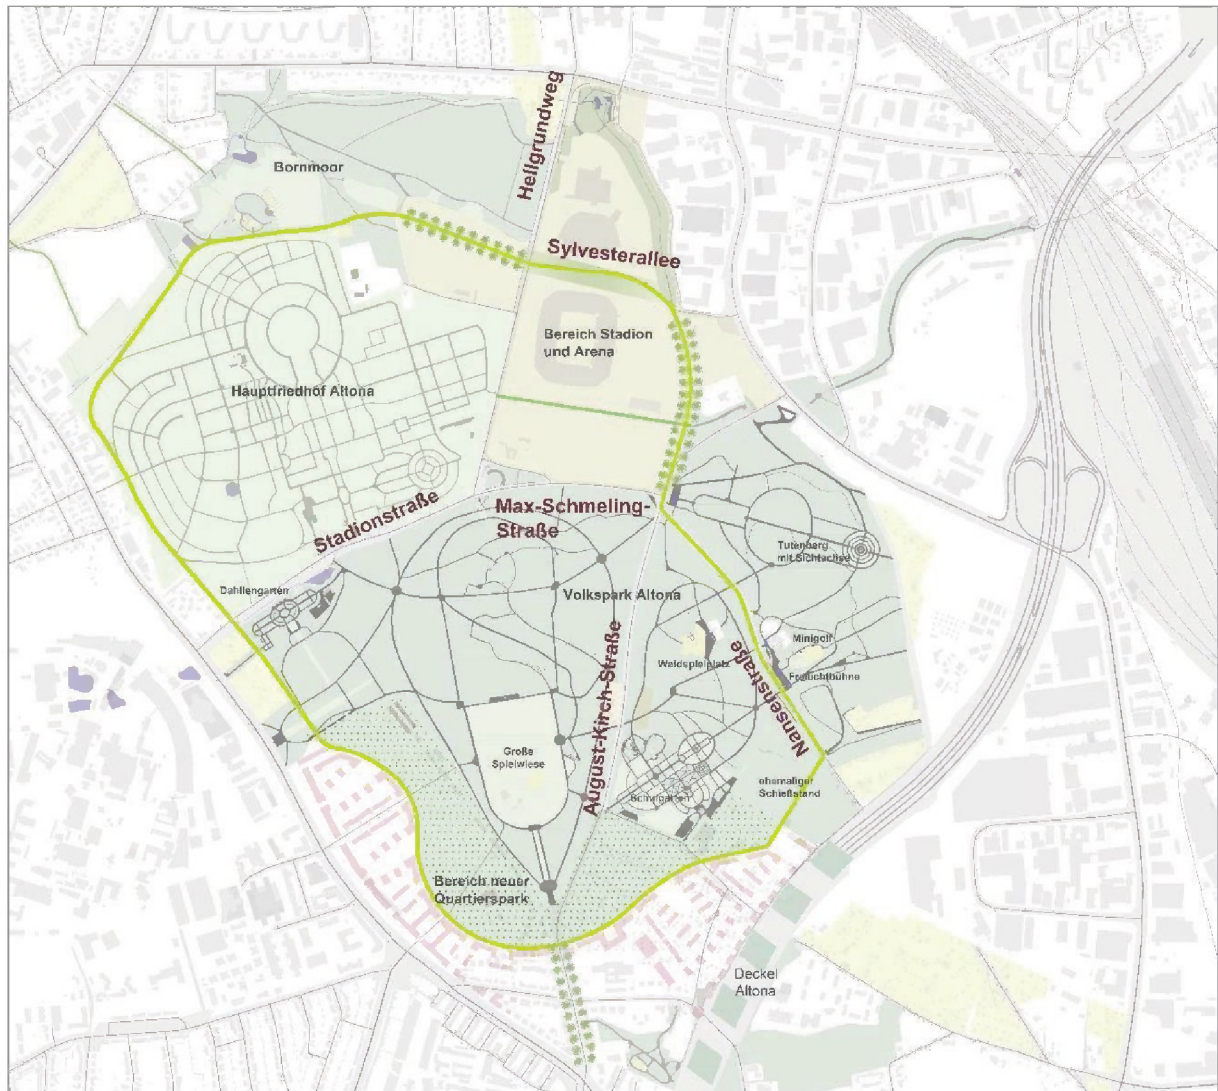 Hellgrundweg
Bornmoor
Sylvesterallee
Bereich Stadion
und Arena
Hauptfriedhof Altona
Stadionstraße
Max-Schmeling-
Straße
Tutenberg
mit Sichtachse
Dahliengarten
Volkspark Altona
Minigolf
Waldspielplatz
Freilichtbühne
August-Kirch-Straße
Nansenstraße
Große
Spielwiese
ehemaliger
Schießstand
Schulgarten
Bereich neuer
Quartierspark
Deckel
Altona